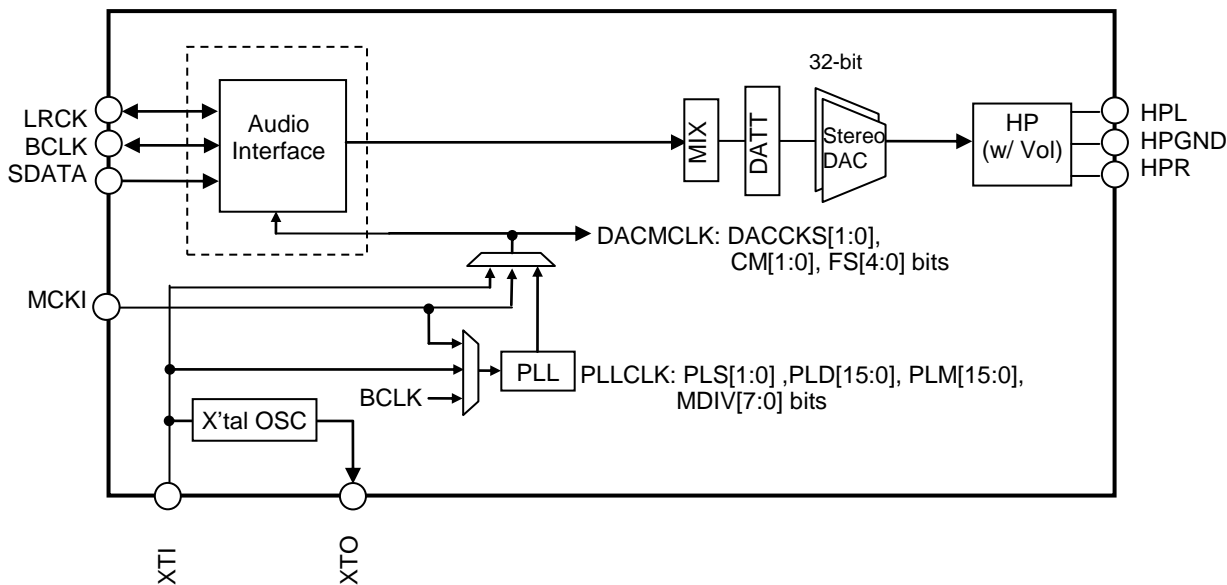 32-bit
LRCK
BCLK
SDATA
Audio
Interface
MIX
DATT
Stereo
DAC
HP
(w/ Vol)
HPL
HPGND
HPR
DACMCLK: DACCKS[1:0],
CM[1:0], FS[4:0] bits
MCKI
PLL
PLLCLK: PLS[1:0] ,PLD[15:0], PLM[15:0],
MDIV[7:0] bits
BCLK
X'tal OSC
XTI
XTO